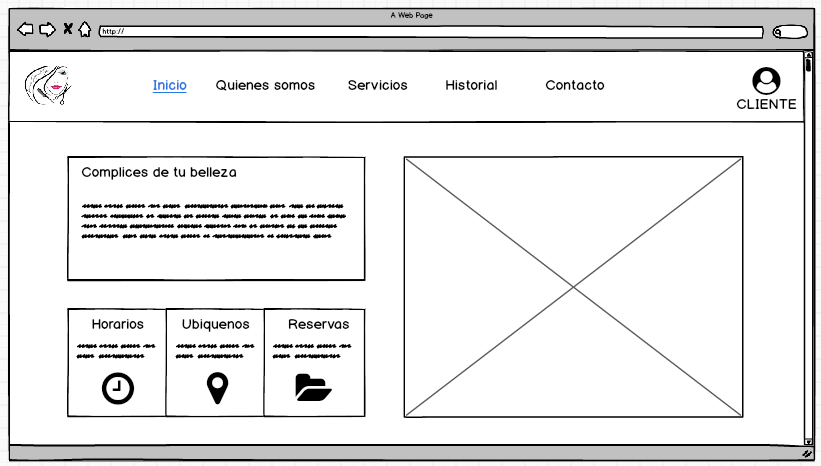 A Web Page
http://
Inicio Quienes somos Servicios Historial Contacto
CLIENTE
Complices de tu belleza
Horarios Ubiquenos Reservas